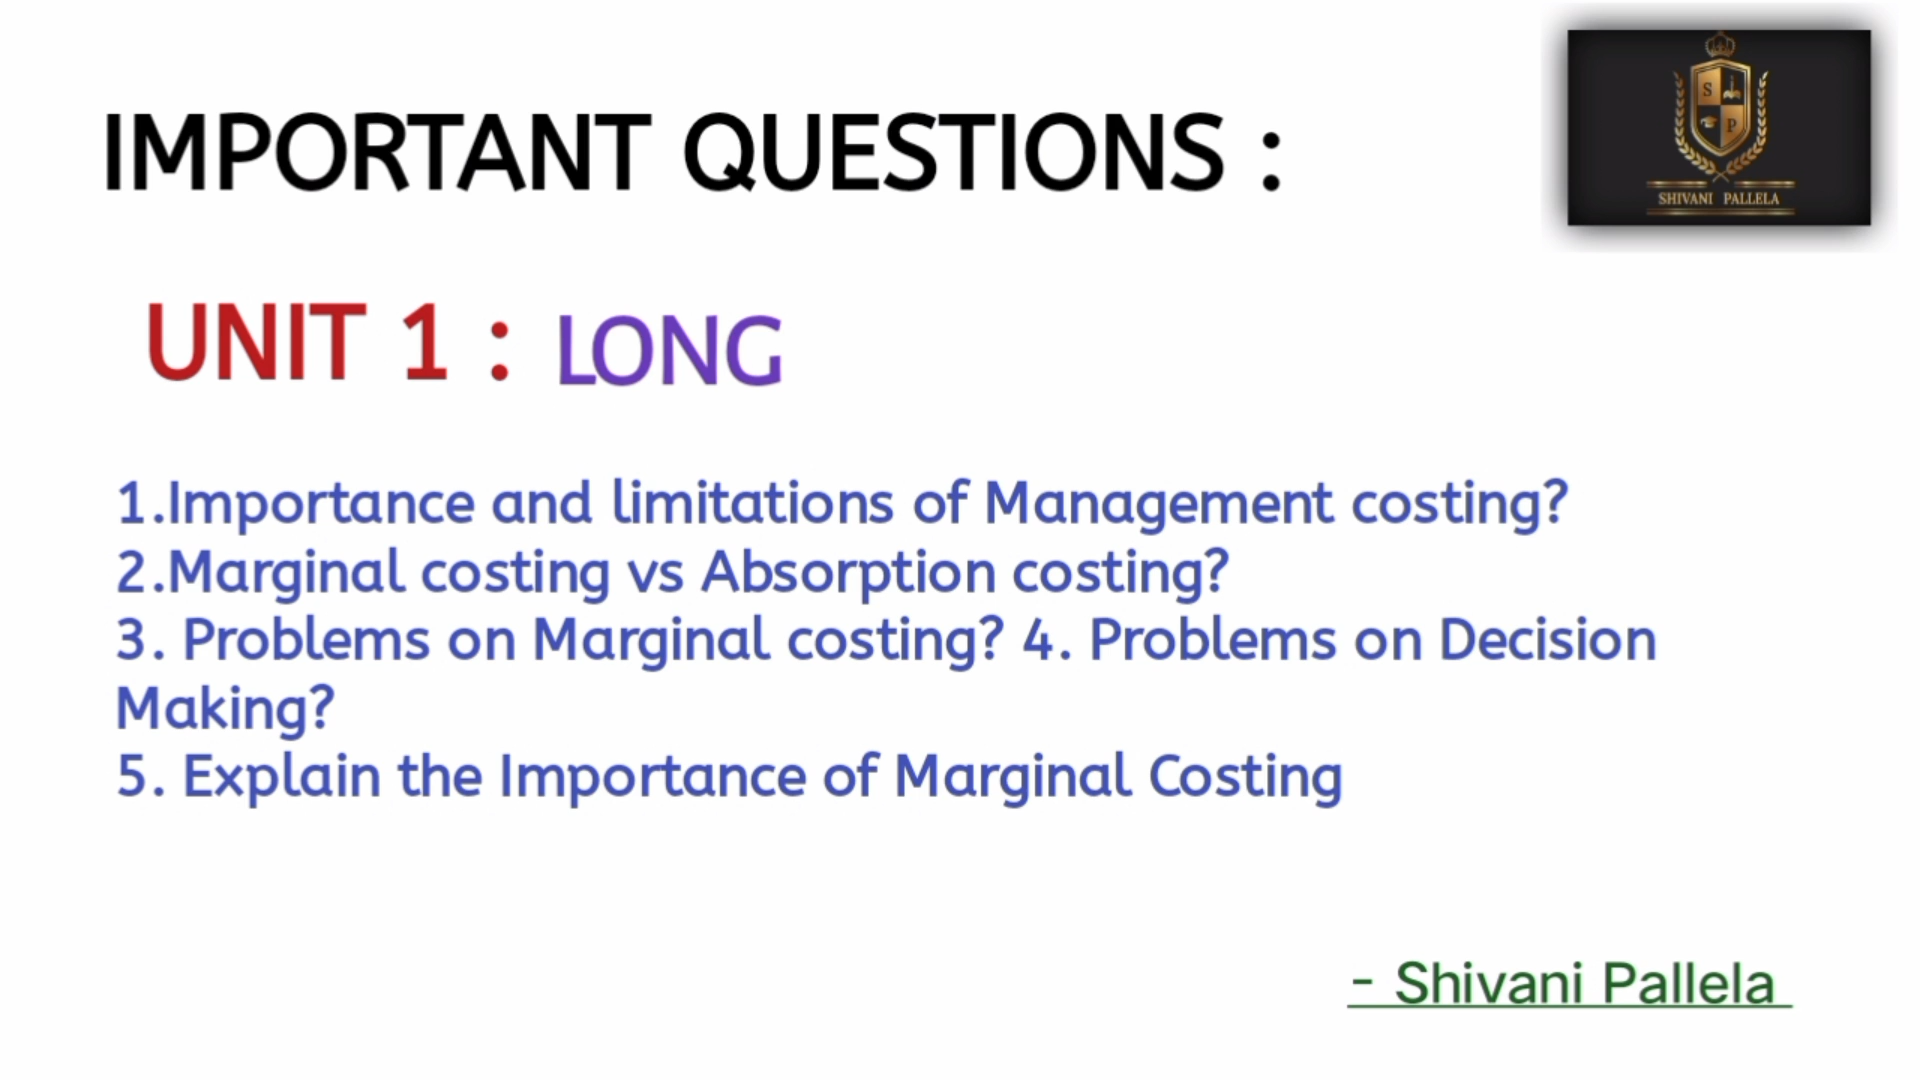 IMPORTANT QUESTIONS :
S
P
SHIVANI PALLELA
UNIT 1 : LONG
1.Importance and limitations of Management costing?
2.Marginal costing vs Absorption costing?
3. Problems on Marginal costing? 4. Problems on Decision
Making?
5. Explain the Importance of Marginal Costing
- Shivani Pallela